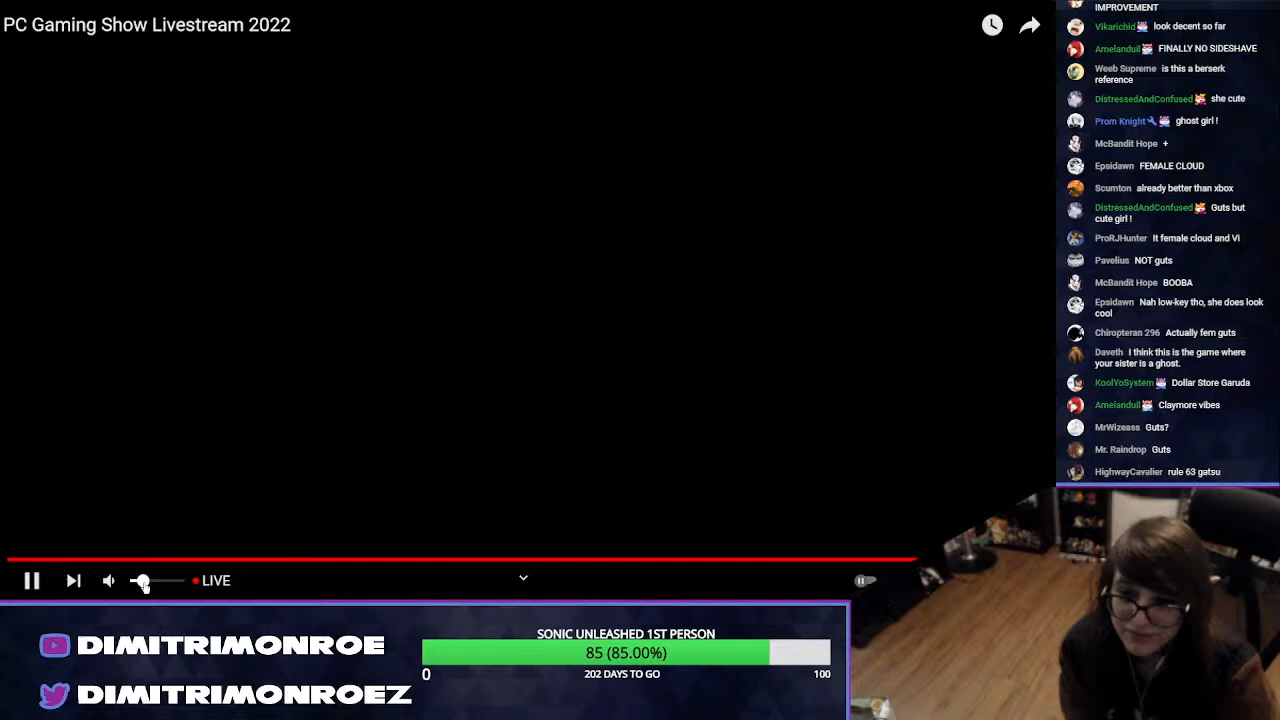 PC Gaming Show Livestream 2022
IMPROVEMENT
Vikarichid look decent so far
Amelanduil FINALLY NO SIDESHAVE
Weeb Supreme is this a berserk
reference
DistressedAndConfused she cute
Prom Knight ghost girl !
McBandit Hope +
Epsidawn FEMALE CLOUD
Scumton already better than xbox
DistressedAndConfused Guts but
cute girl !
ProRJHunter It female cloud and Vi
Pavelius NOT guts
McBandit Hope BOOBA
Epsidawn Nah low-key tho, she does look
cool
Chiropteran 296 Actually fem guts
Daveth I think this is the game where
your sister is a ghost.
KoolYoSystem Dollar Store Garuda
Amelanduil Claymore vibes
MrWizeass Guts?
Mr. Raindrop Guts
HighwayCavalier rule 63 gatsu
LIVE
DIMITRIMONROE
DIMITRIMONROEZ
SONIC UNLEASHED 1ST PERSON
85 (85.00%)
0 202 DAYS TO GO 100